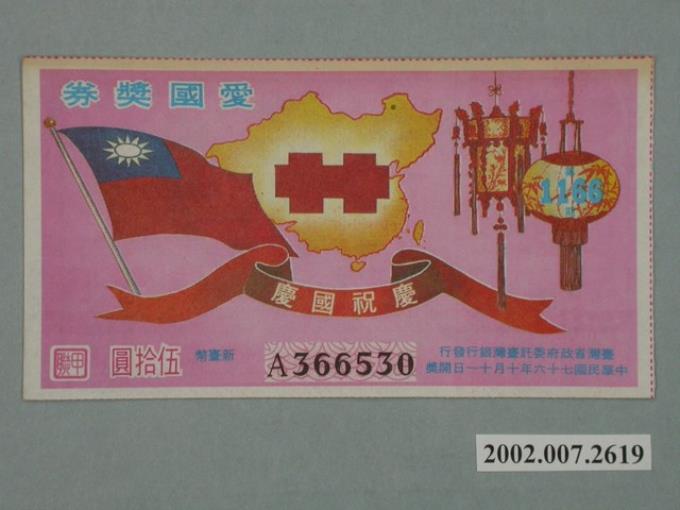 愛國獎券
1166
慶祝國慶
臺灣省政府委託臺灣銀行發行
中華民國七十六年十月十一日開獎
A366530
新臺幣
伍拾圓
甲聯
2002.007.2619